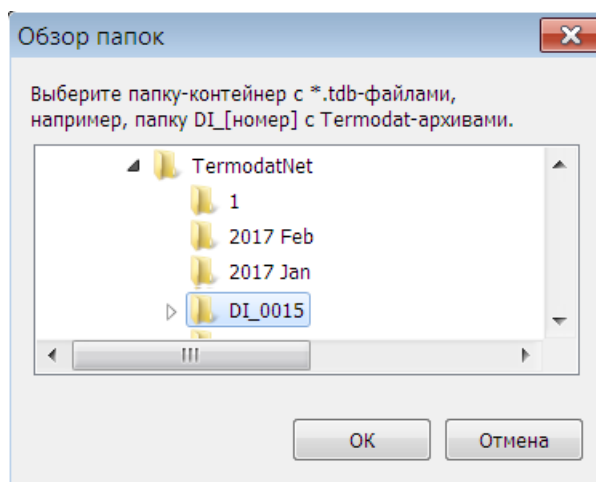 Обзор папок
Выберите папку-контейнер с *.tdb-файлами,
например, папку DI_[номер] с Termodat-архивами.
TermodatNet
1
2017 Feb
2017 Jan
DI_0015
ОК
Отмена